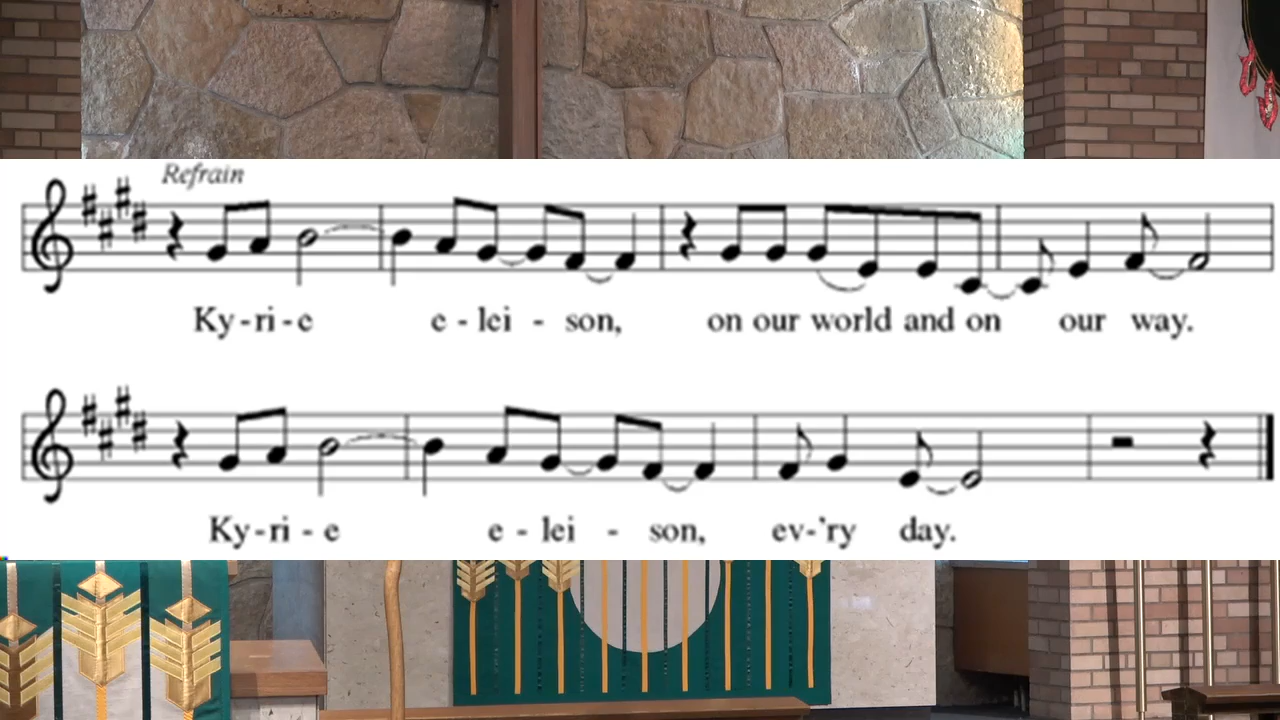 Refrain
Ky-ri-e e-lei-son, on our world and on our way.
Ky-ri-e e-lei-son, ev-'ry day.